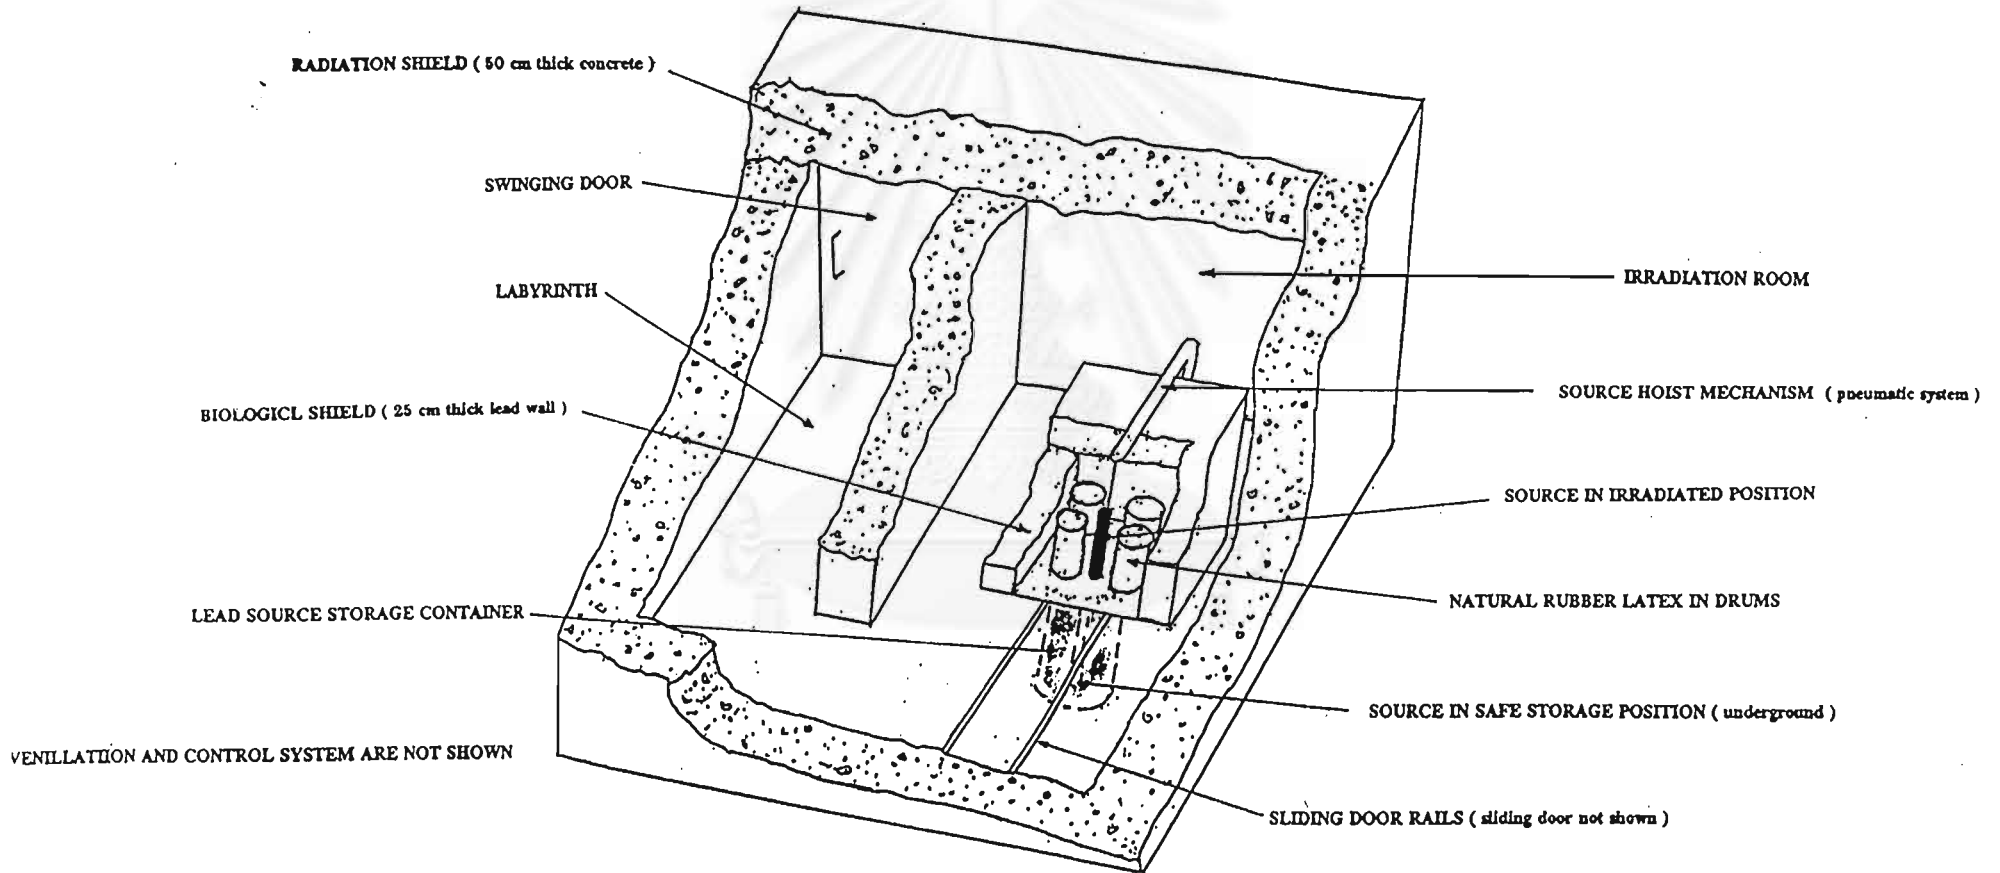 RADIATION SHIELD ( 50 cm thick concrete )
SWINGING DOOR
LABYRINTH
BIOLOGICL SHIELD ( 25 cm thick lead wall )
LEAD SOURCE STORAGE CONTAINER
VENILLATION AND CONTROL SYSTEM ARE NOT SHOWN
IRRADIATION ROOM
SOURCE HOIST MECHANISM ( pneumatic system )
SOURCE IN IRRADIATED POSITION
NATURAL RUBBER LATEX IN DRUMS
SOURCE IN SAFE STORAGE POSITION ( underground )
SLIDING DOOR RAILS ( sliding door not shown )